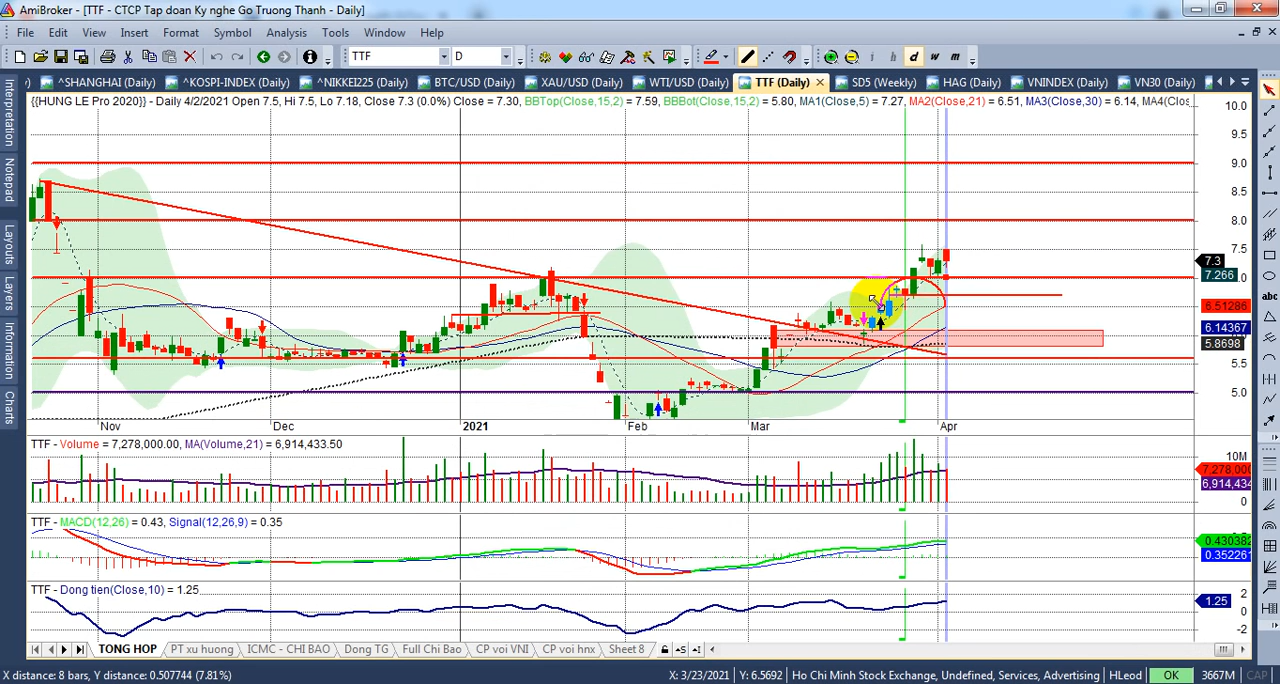 AmiBroker - [TTF - CTCP Tap doan Ky nghe Go Truong Thanh - Daily]
File Edit View Insert Format Symbol Analysis Tools Window Help
TTF D i h d w m
^SHANGHAI (Daily) ^KOSPI-INDEX (Daily) ^NIKKEI225 (Daily) BTC/USD (Daily) XAU/USD (Daily) WTI/USD (Daily) TTF (Daily) SD5 (Weekly) HAG (Daily) VNINDEX (Daily) VN30 (Daily)
{{HUNG LE Pro 2020}} - Daily 4/2/2021 Open 7.5, Hi 7.5, Lo 7.18, Close 7.3 (0.0%) Close = 7.30, BBTop(Close,15,2) = 7.59, BBBot(Close,15,2) = 5.80, MA1(Close,5) = 7.27, MA2(Close,21) = 6.51, MA3(Close,30) = 6.14, MA4(Clos
Interpretation
Notepad
Layouts
Layers
Information
Charts
10.0
9.5
9.0
8.5
8.0
7.5
7.3
7.266
6.51286
6.14367
5.8698
5.5
5.0
abc
Nov Dec 2021 Feb Mar Apr
TTF - Volume = 7,278,000.00, MA(Volume,21) = 6,914,433.50
10M
7,278,000
6,914,434
0
TTF - MACD(12,26) = 0.43, Signal(12,26,9) = 0.35
0.430382
0.352261
TTF - Dong tien(Close,10) = 1.25
2
1.25
0
-2
TONG HOP PT xu huong ICMC - CHI BAO Dong TG Full Chi Bao CP voi VNI CP voi hnx Sheet 8
X distance: 8 bars, Y distance: 0.507744 (7.81%) X: 3/23/2021 Y: 6.5692 Ho Chi Minh Stock Exchange, Undefined, Services, Advertising HLeod OK 3667M CAP